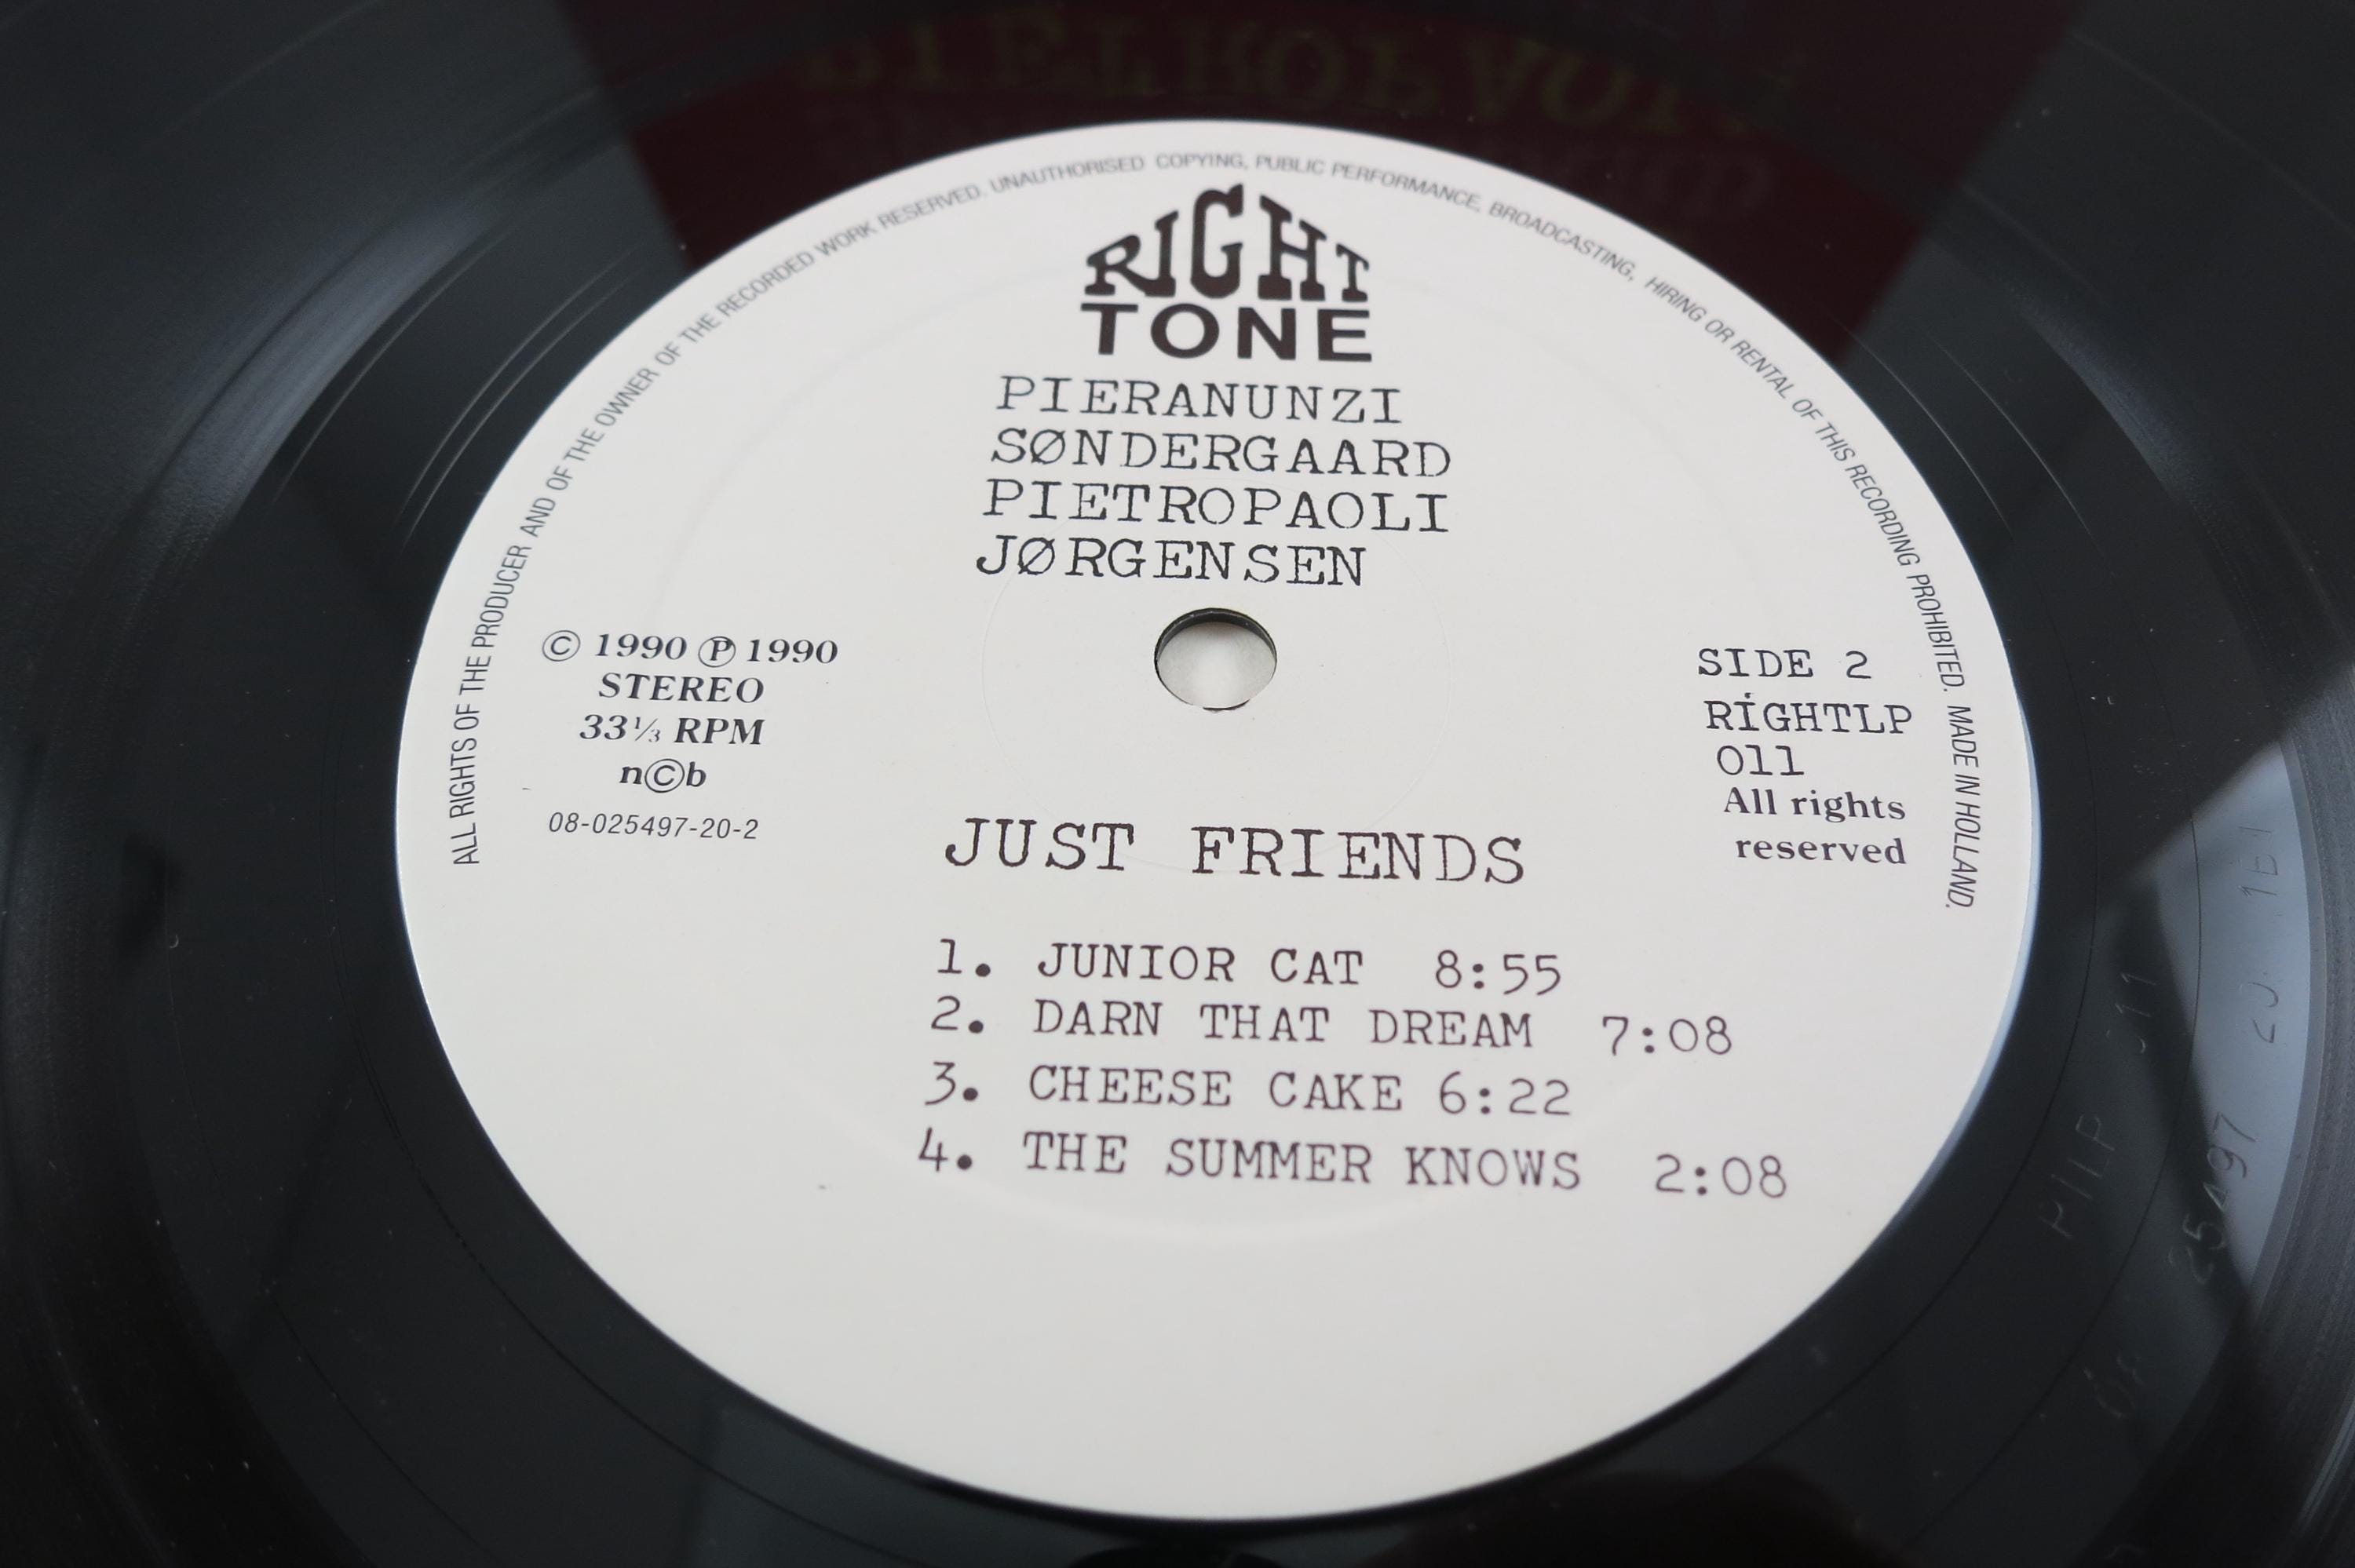 ALL RIGHTS OF THE PRODUCER AND OF THE OWNER OF THE RECORDED WORK RESERVED. UNAUTHORISED COPYING, PUBLIC PERFORMANCE, BROADCASTING, HIRING OR RENTAL OF THIS RECORDING PROHIBITED. MADE IN HOLLAND.
RIGHT
TONE
PIERANUNZI
SØNDERGAARD
PIETROPAOLI
JØRGENSEN
© 1990 ℗ 1990
STEREO
33⅓ RPM
n©b
08-025497-20-2
SIDE 2
RIGHTLP
011
All rights
reserved
JUST FRIENDS
1. JUNIOR CAT 8:55
2. DARN THAT DREAM 7:08
3. CHEESE CAKE 6:22
4. THE SUMMER KNOWS 2:08